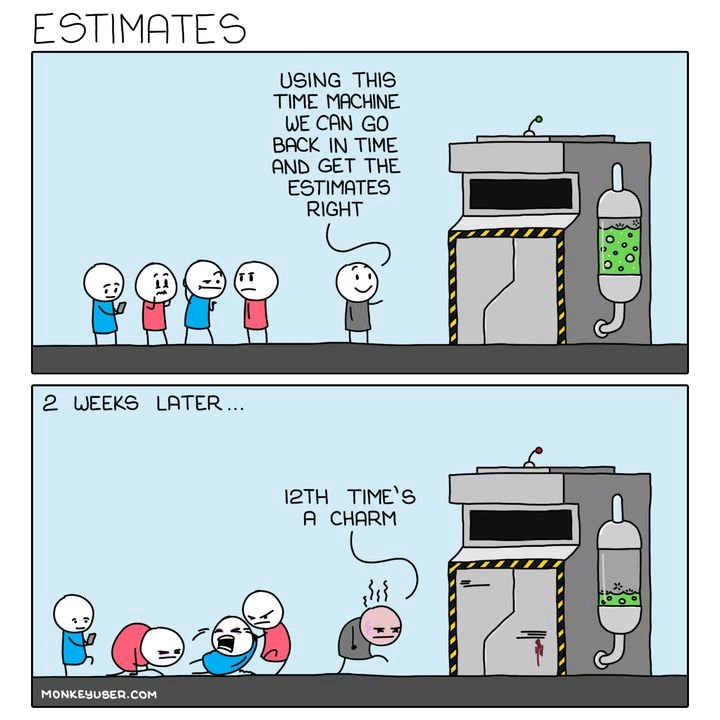 ESTIMATES
USING THIS
TIME MACHINE
WE CAN GO
BACK IN TIME
AND GET THE
ESTIMATES
RIGHT
2 WEEKS LATER...
12TH TIME'S
A CHARM
MONKEYUSER.COM